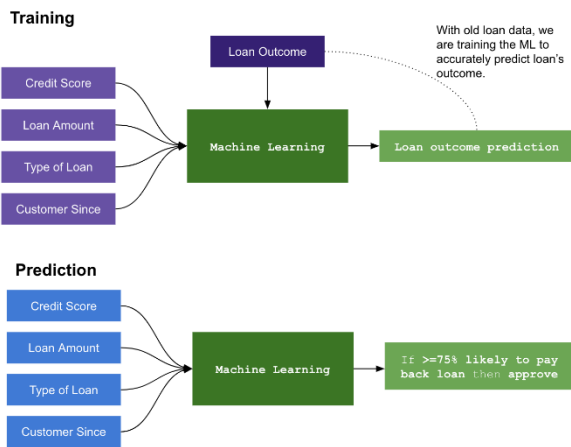 Training
With old loan data, we
are training the ML to
accurately predict loan's
outcome.
Loan Outcome
Credit Score
Loan Amount
Type of Loan
Customer Since
Machine Learning
Loan outcome prediction
Prediction
Credit Score
Loan Amount
Type of Loan
Customer Since
Machine Learning
If >=75% likely to pay
back loan then approve